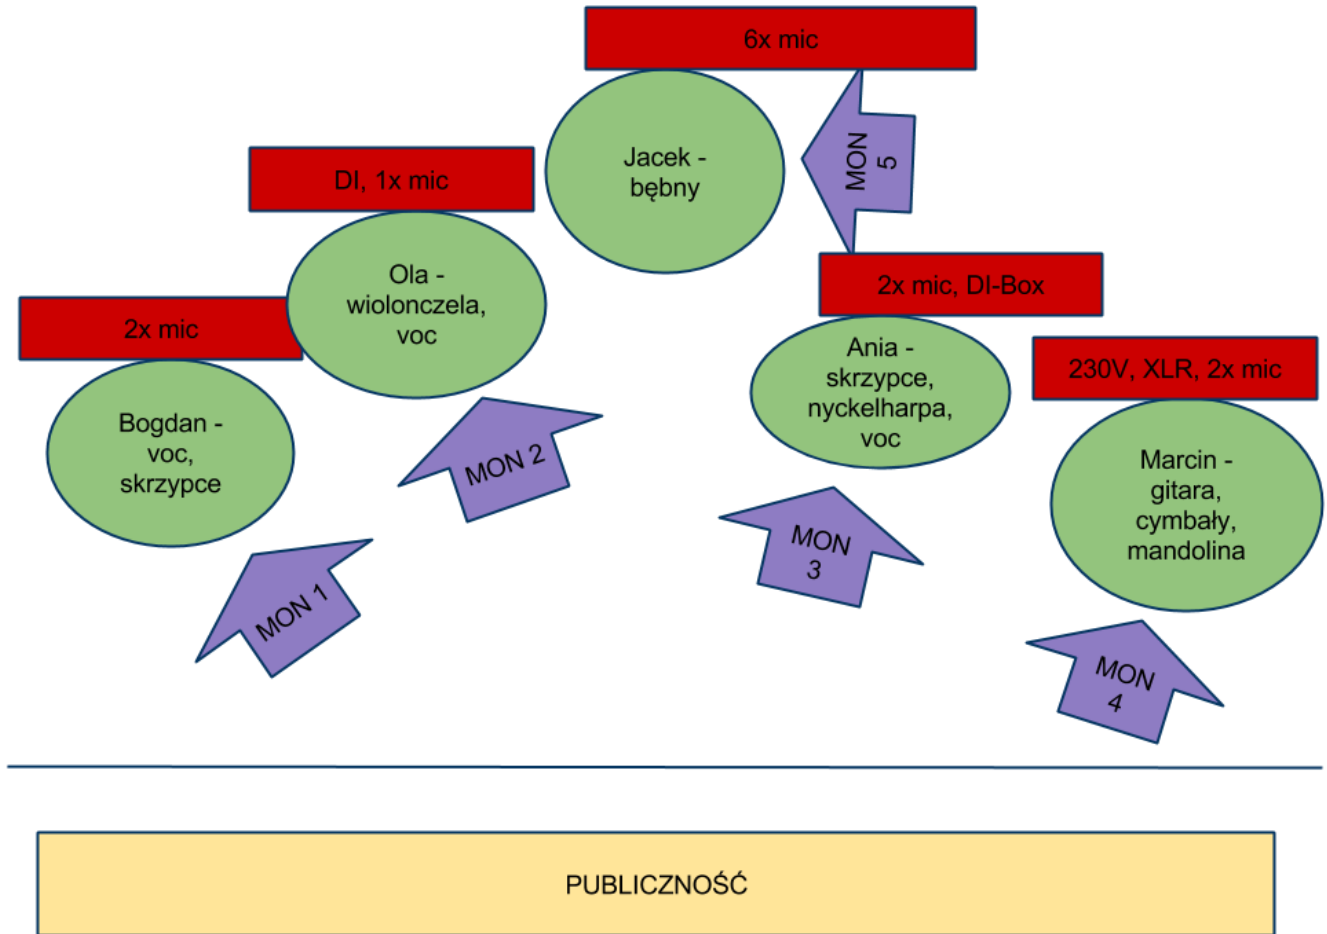 6x mic
Jacek -
bębny
MON
5
DI, 1x mic
Ola -
wiolonczela,
voc
2x mic, DI-Box
2x mic
Ania -
skrzypce,
nyckelharpa,
voc
230V, XLR, 2x mic
Bogdan -
voc,
skrzypce
MON 2
Marcin -
gitara,
cymbały,
mandolina
MON
3
MON 1
MON
4
PUBLICZNOŚĆ